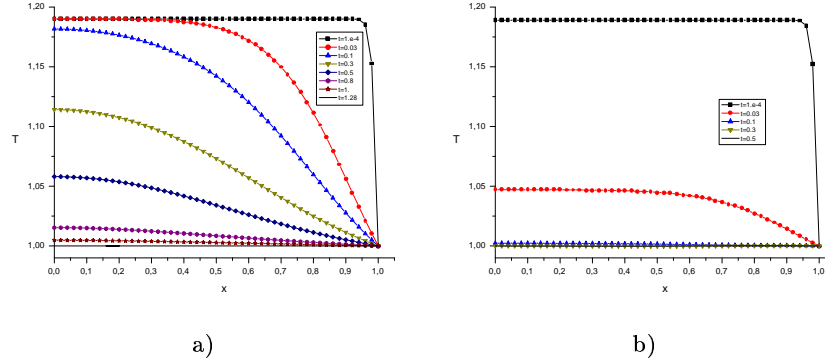 1,20
1,15
1,10
1,05
1,00
T
0,0 0,1 0,2 0,3 0,4 0,5 0,6 0,7 0,8 0,9 1,0
x
t=1.e-4
t=0.03
t=0.1
t=0.3
t=0.5
t=0.8
t=1.
t=1.28
a)
1,20
1,15
1,10
1,05
1,00
T
0,0 0,1 0,2 0,3 0,4 0,5 0,6 0,7 0,8 0,9 1,0
x
t=1.e-4
t=0.03
t=0.1
t=0.3
t=0.5
b)